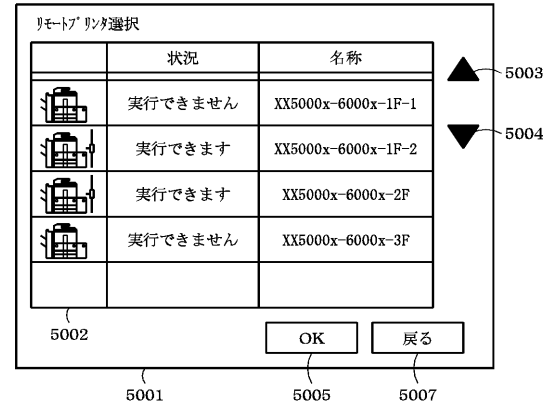 ﾘﾓｰﾄﾌﾟﾘﾝﾀ選択
状況 名称
実行できません XX5000x-6000x-1F-1
実行できます XX5000x-6000x-1F-2
実行できます XX5000x-6000x-2F
実行できません XX5000x-6000x-3F
5003
5004
5002
OK 戻る
5001 5005 5007